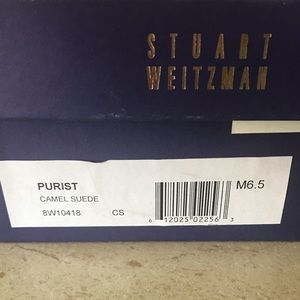 STUART
WEITZMAN
PURIST
CAMEL SUEDE
8W10418 CS
M6.5
6 12025 02256 3